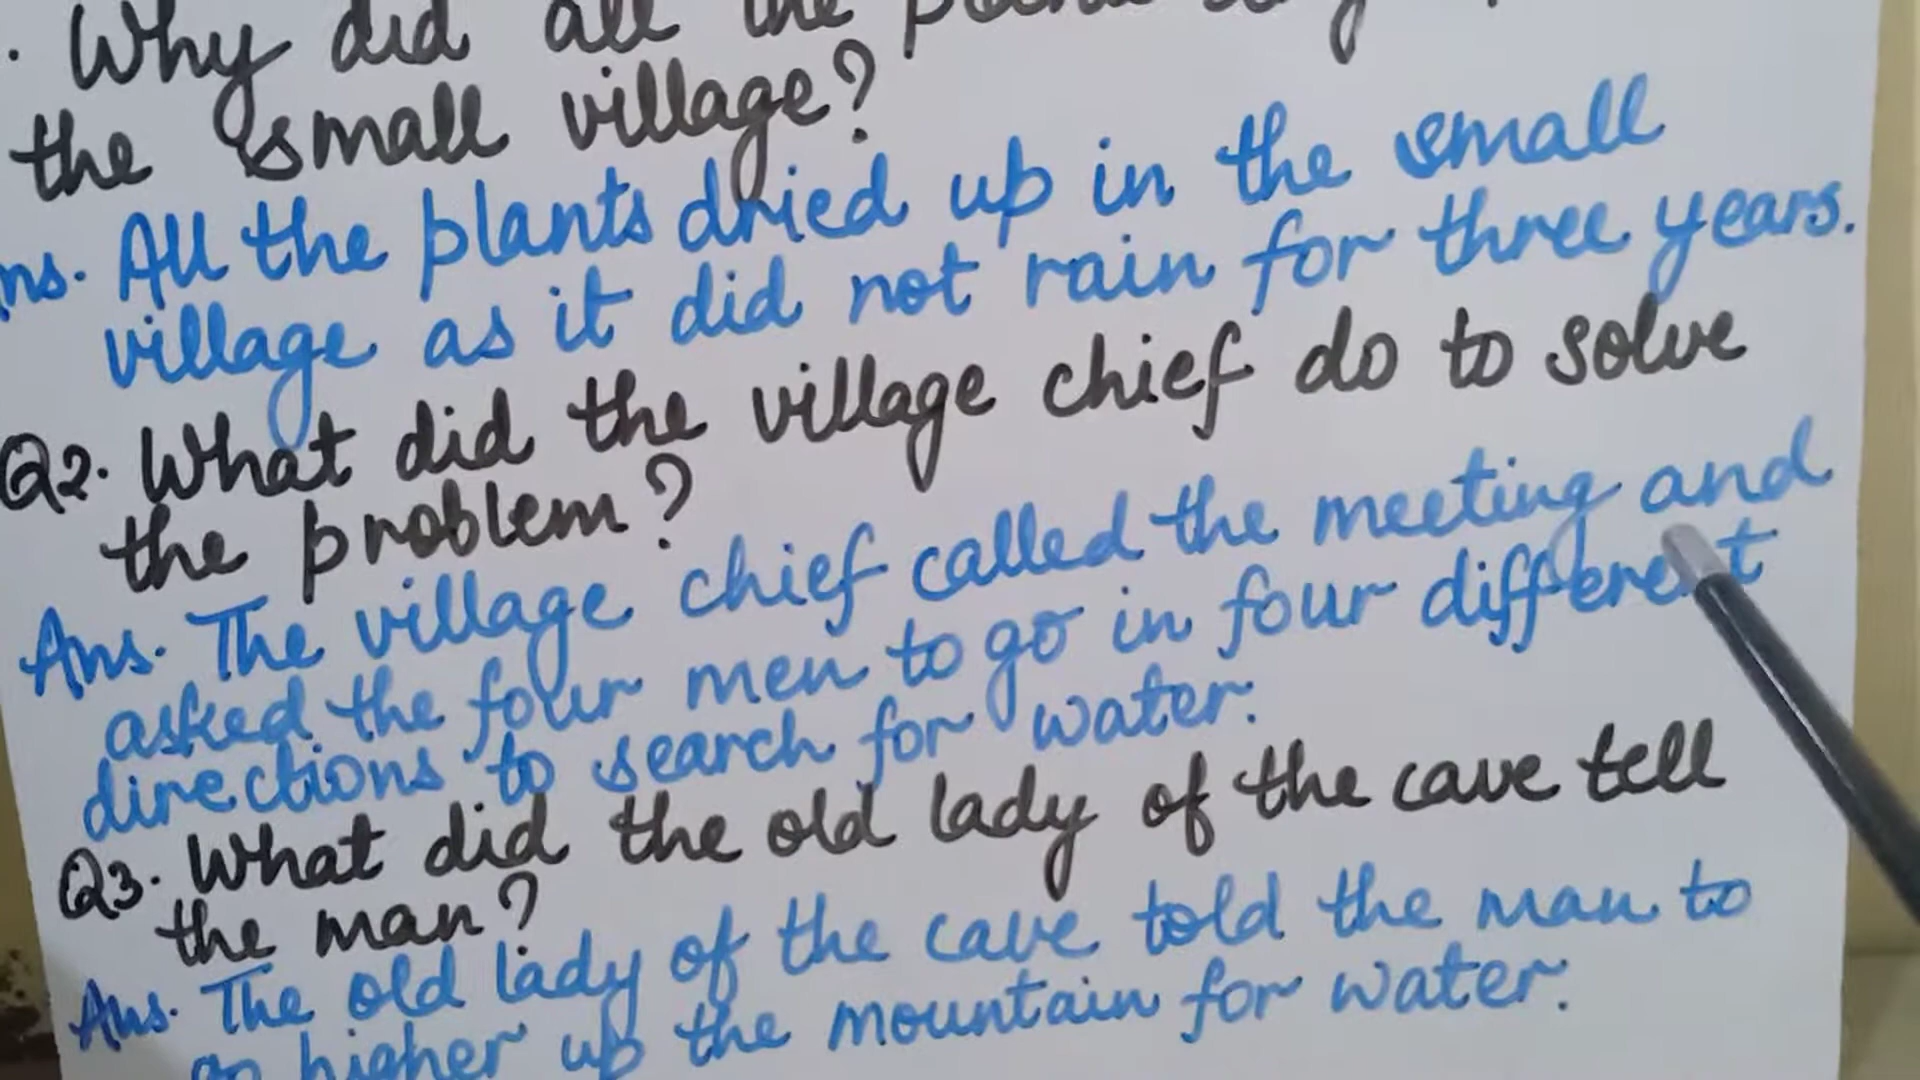 . Why did all the
the small village?
ns. All the plants dried up in the small
village as it did not rain for three years.
Q2. What did the village chief do to solve
the problem?
Ans. The village chief called the meeting and
asked the four men to go in four different
directions to search for water.
Q3. What did the old lady of the cave tell
the man?
Ans. The old lady of the cave told the man to
go higher up the mountain for water.